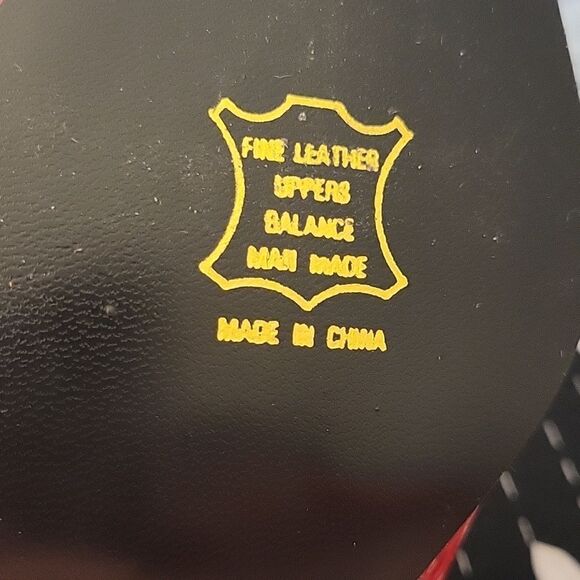 FINE LEATHER
UPPERS
BALANCE
MAN MADE
MADE IN CHINA